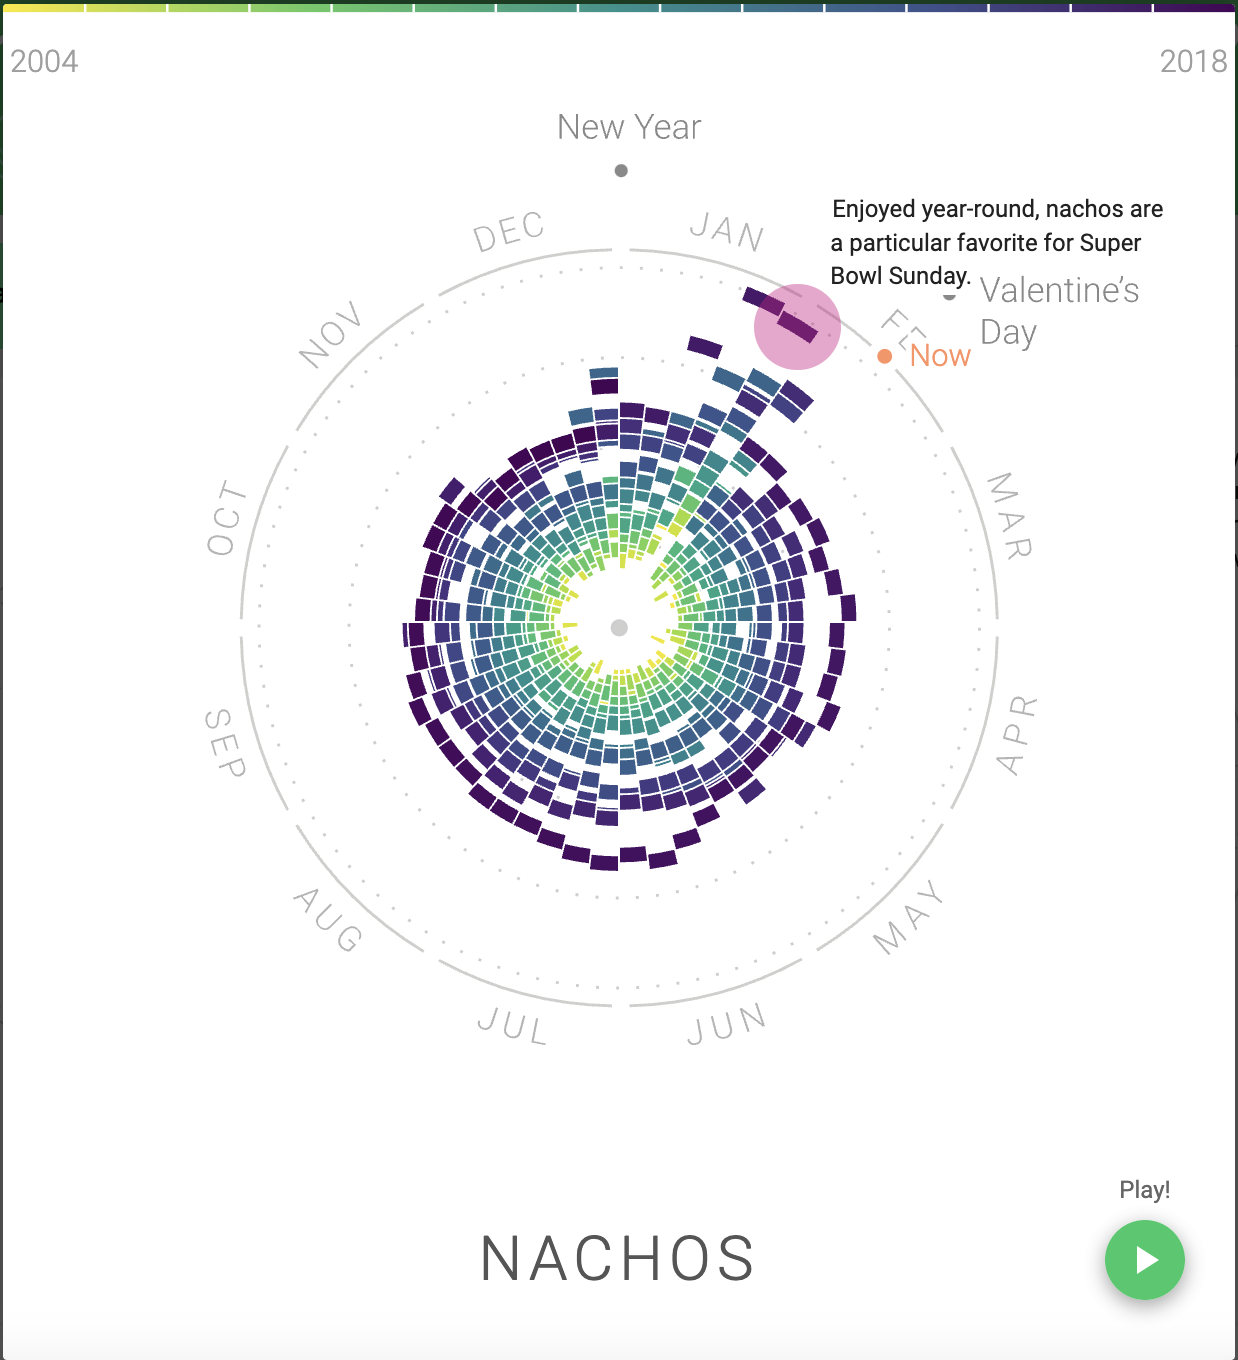 2004
2018
New Year
DEC
JAN
Enjoyed year-round, nachos are
a particular favorite for Super
Bowl Sunday.
Valentine's
Day
Now
NOV
MAR
OCT
SEP
APR
AUG
MAY
JUL
JUN
Play!
NACHOS